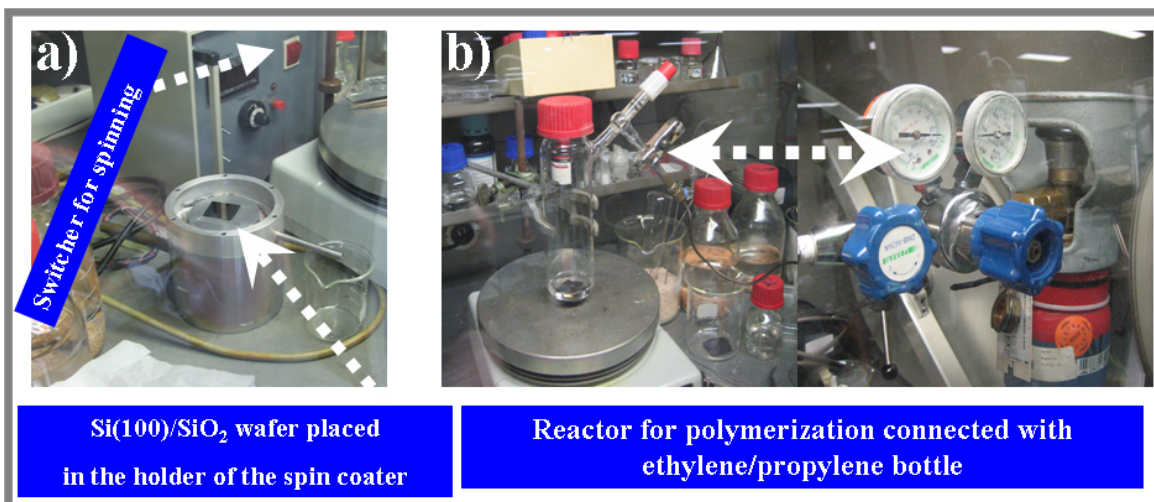 a)
Switcher for spinning
b)
PRAXAIR
Si(100)/SiO₂ wafer placed
in the holder of the spin coater
Reactor for polymerization connected with
ethylene/propylene bottle